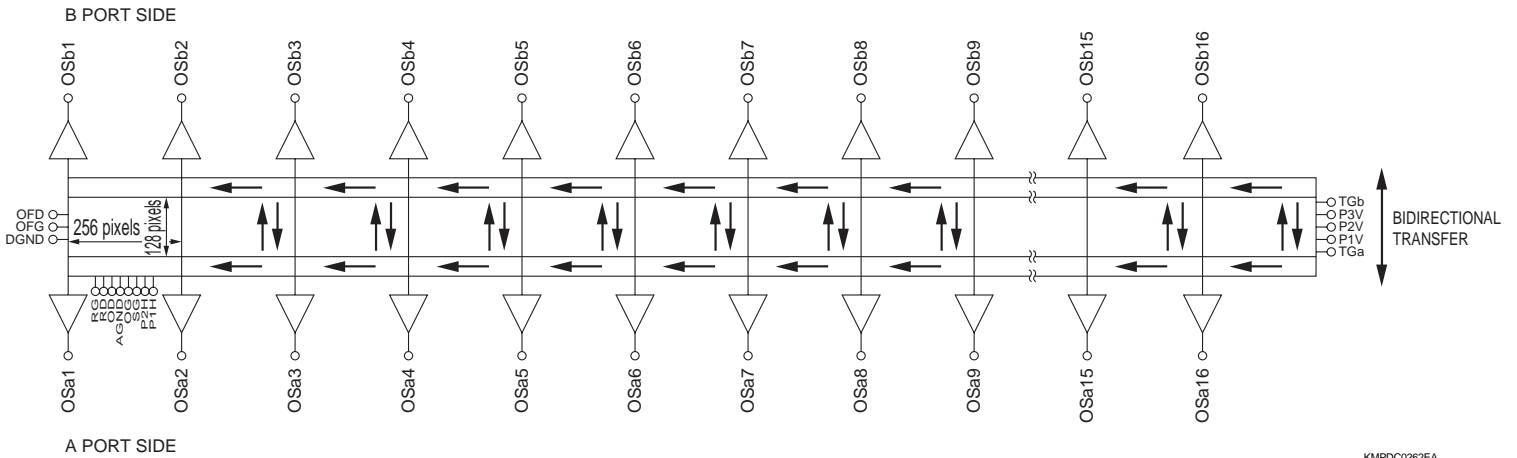 B PORT SIDE
OSb1
OSb2
OSb3
OSb4
OSb5
OSb6
OSb7
OSb8
OSb9
OSb15
OSb16
OFD
OFG
DGND
256 pixels
128 pixels
TGb
P3V
P2V
P1V
TGa
BIDIRECTIONAL
TRANSFER
RG
RD
OD
AGND
OG
SG
P2H
P1H
OSa1
OSa2
OSa3
OSa4
OSa5
OSa6
OSa7
OSa8
OSa9
OSa15
OSa16
A PORT SIDE
KMPDC0262EA